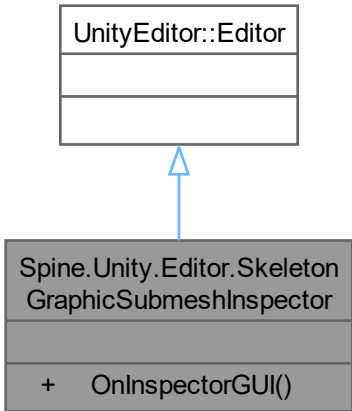 UnityEditor::Editor
Spine.Unity.Editor.Skeleton
GraphicSubmeshInspector
+ OnInspectorGUI()